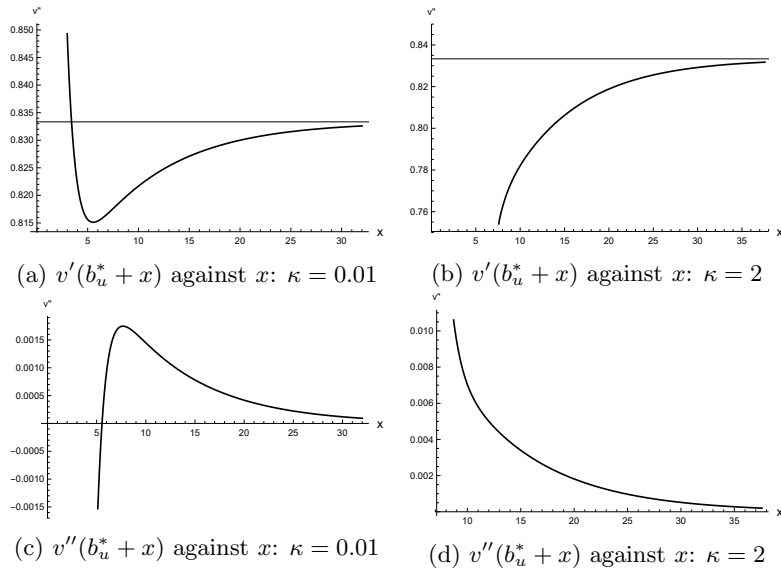 v''
0.850
0.845
0.840
0.835
0.830
0.825
0.820
0.815
5 10 15 20 25 30 x
(a) v′(b*ᵤ + x) against x: κ = 0.01
v''
0.84
0.82
0.80
0.78
0.76
5 10 15 20 25 30 35 x
(b) v′(b*ᵤ + x) against x: κ = 2
v''
0.0015
0.0010
0.0005
-0.0005
-0.0010
-0.0015
5 10 15 20 25 30 x
(c) v′′(b*ᵤ + x) against x: κ = 0.01
v''
0.010
0.008
0.006
0.004
0.002
10 15 20 25 30 35 x
(d) v′′(b*ᵤ + x) against x: κ = 2